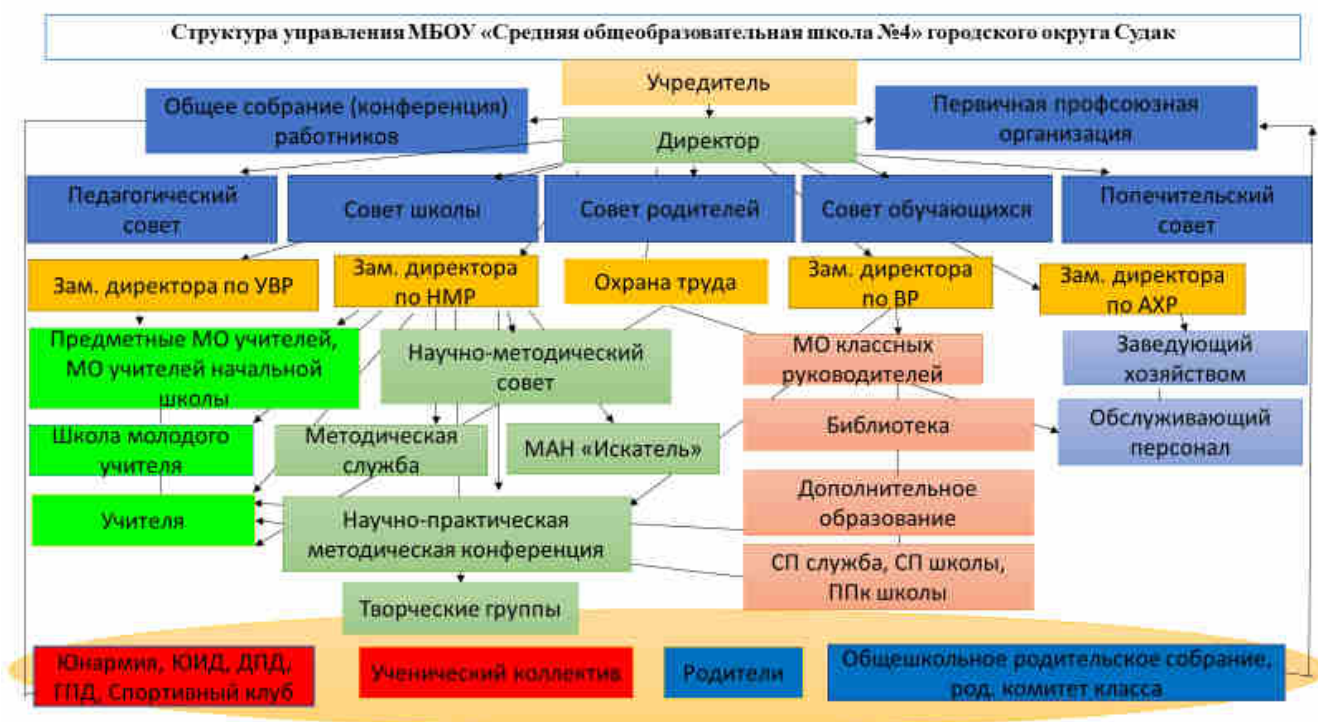 Структура управления МБОУ «Средняя общеобразовательная школа №4» городского округа Судак
Учредитель
Общее собрание (конференция)
работников
Первичная профсоюзная
организация
Директор
Педагогический
совет
Совет школы
Совет родителей
Совет обучающихся
Попечительский
совет
Зам. директора по УВР
Зам. директора
по НМР
Охрана труда
Зам. директора
по ВР
Зам. директора
по АХР
Предметные МО учителей,
МО учителей начальной
школы
Научно-методический
совет
МО классных
руководителей
Заведующий
хозяйством
Школа молодого
учителя
Методическая
служба
МАН «Искатель»
Библиотека
Обслуживающий
персонал
Учителя
Научно-практическая
методическая конференция
Дополнительное
образование
СП служба, СП школы,
ППк школы
Творческие группы
Юнармия, ЮИД, ДПД,
ГПД, Спортивный клуб
Ученический коллектив
Родители
Общешкольное родительское собрание,
род. комитет класса